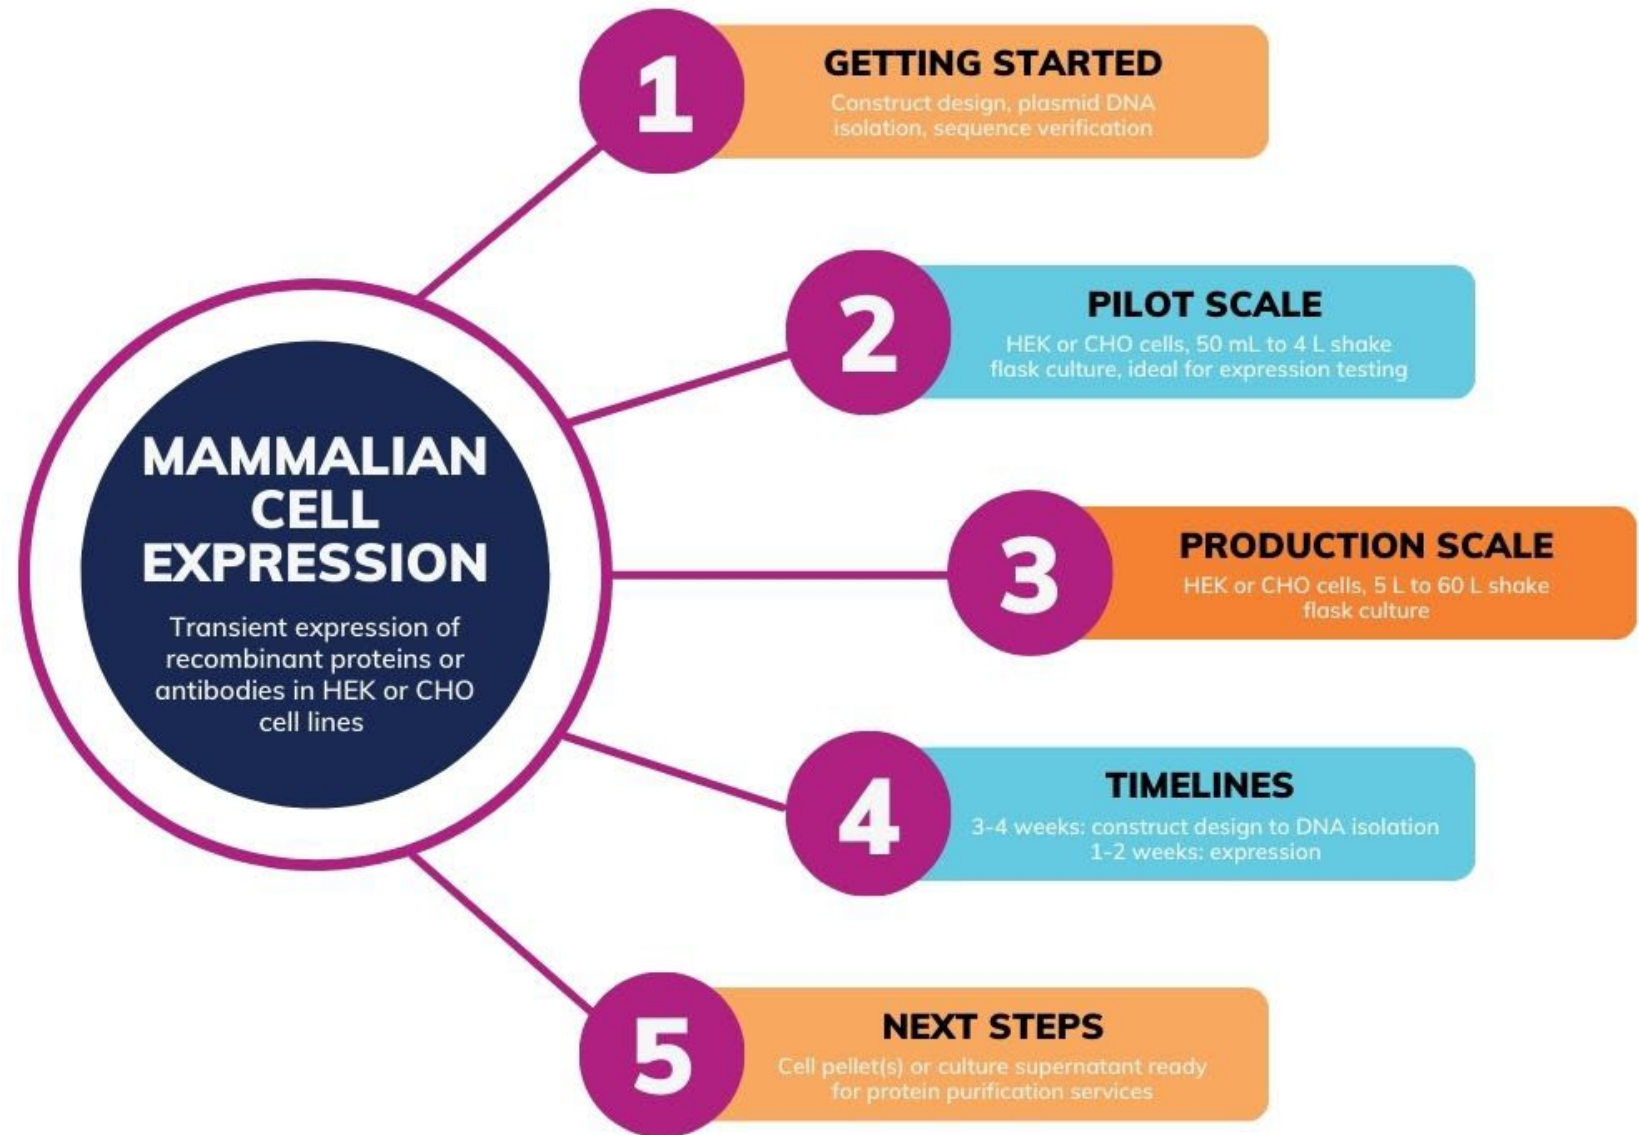 MAMMALIAN
CELL
EXPRESSION
Transient expression of
recombinant proteins or
antibodies in HEK or CHO
cell lines
1
GETTING STARTED
Construct design, plasmid DNA
isolation, sequence verification
2
PILOT SCALE
HEK or CHO cells, 50 mL to 4 L shake
flask culture, ideal for expression testing
3
PRODUCTION SCALE
HEK or CHO cells, 5 L to 60 L shake
flask culture
4
TIMELINES
3-4 weeks: construct design to DNA isolation
1-2 weeks: expression
5
NEXT STEPS
Cell pellet(s) or culture supernatant ready
for protein purification services